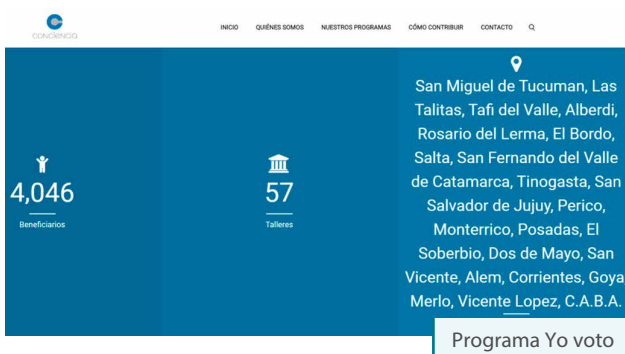 CONCIENCIA
INICIO QUIÉNES SOMOS NUESTROS PROGRAMAS CÓMO CONTRIBUIR CONTACTO
4,046
Beneficiarios
57
Talleres
San Miguel de Tucuman, Las
Talitas, Tafi del Valle, Alberdi,
Rosario del Lerma, El Bordo,
Salta, San Fernando del Valle
de Catamarca, Tinogasta, San
Salvador de Jujuy, Perico,
Monterrico, Posadas, El
Soberbio, Dos de Mayo, San
Vicente, Alem, Corrientes, Goya
Merlo, Vicente Lopez, C.A.B.A.
Programa Yo voto